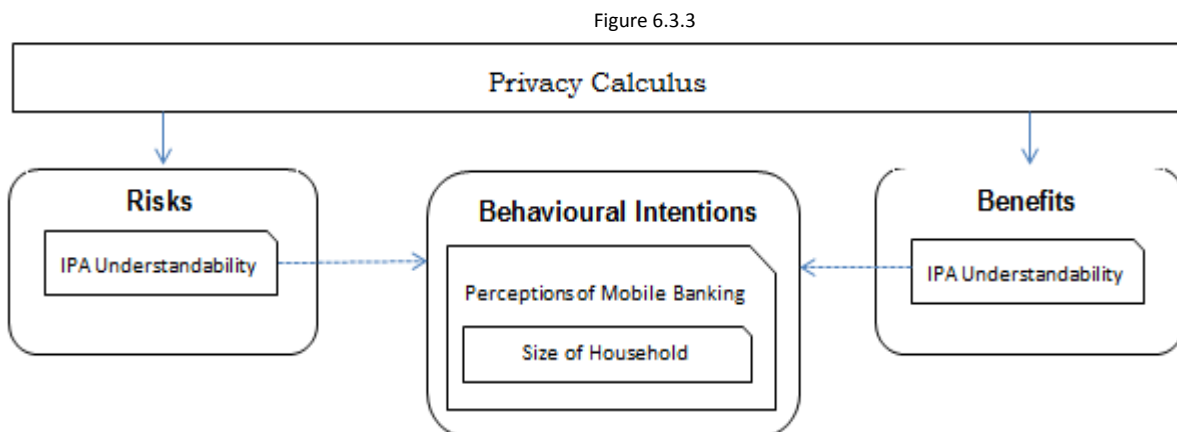 Figure 6.3.3
Privacy Calculus
Risks
IPA Understandability
Behavioural Intentions
Perceptions of Mobile Banking
Size of Household
Benefits
IPA Understandability